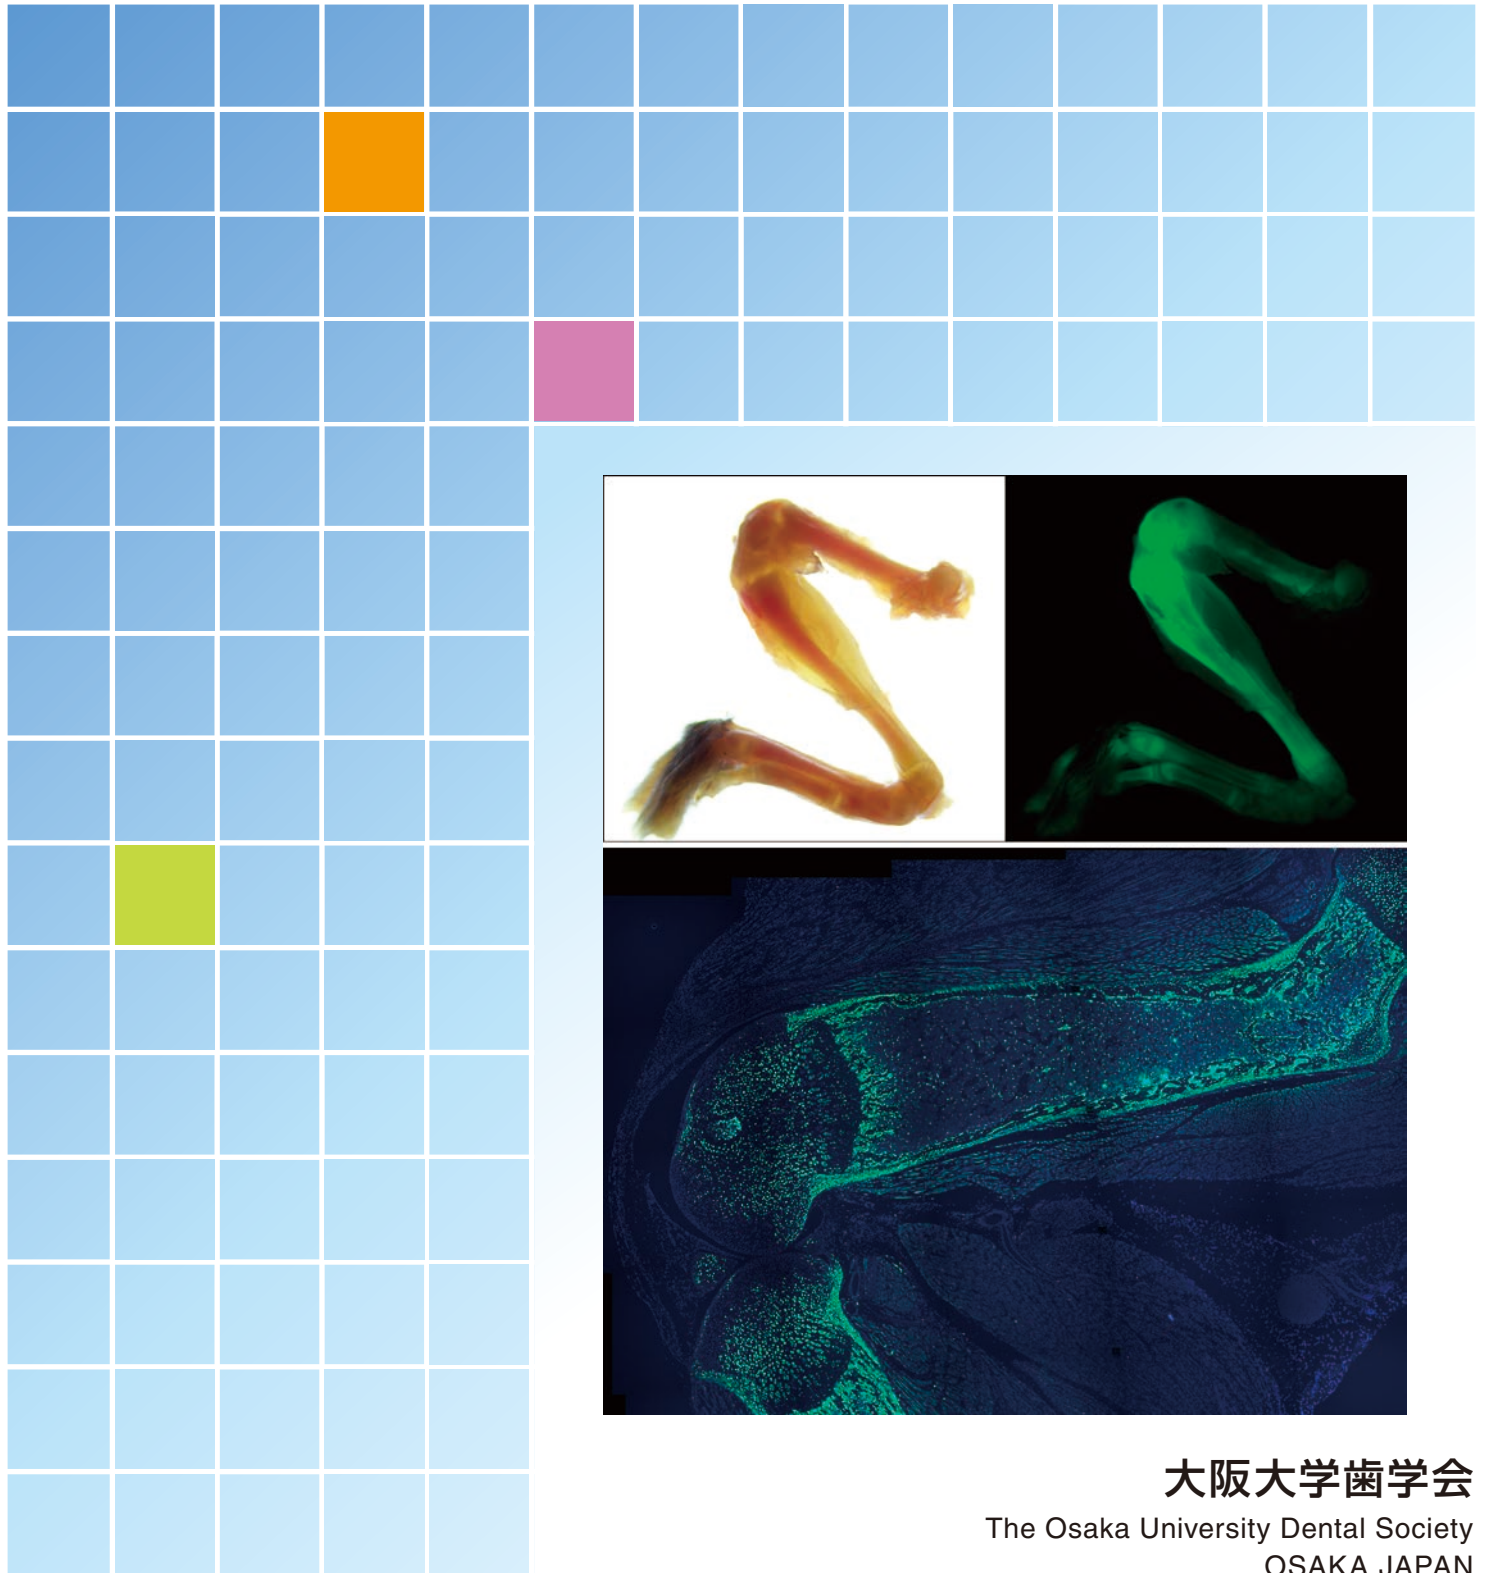 大阪大学歯学会
The Osaka University Dental Society
OSAKA JAPAN